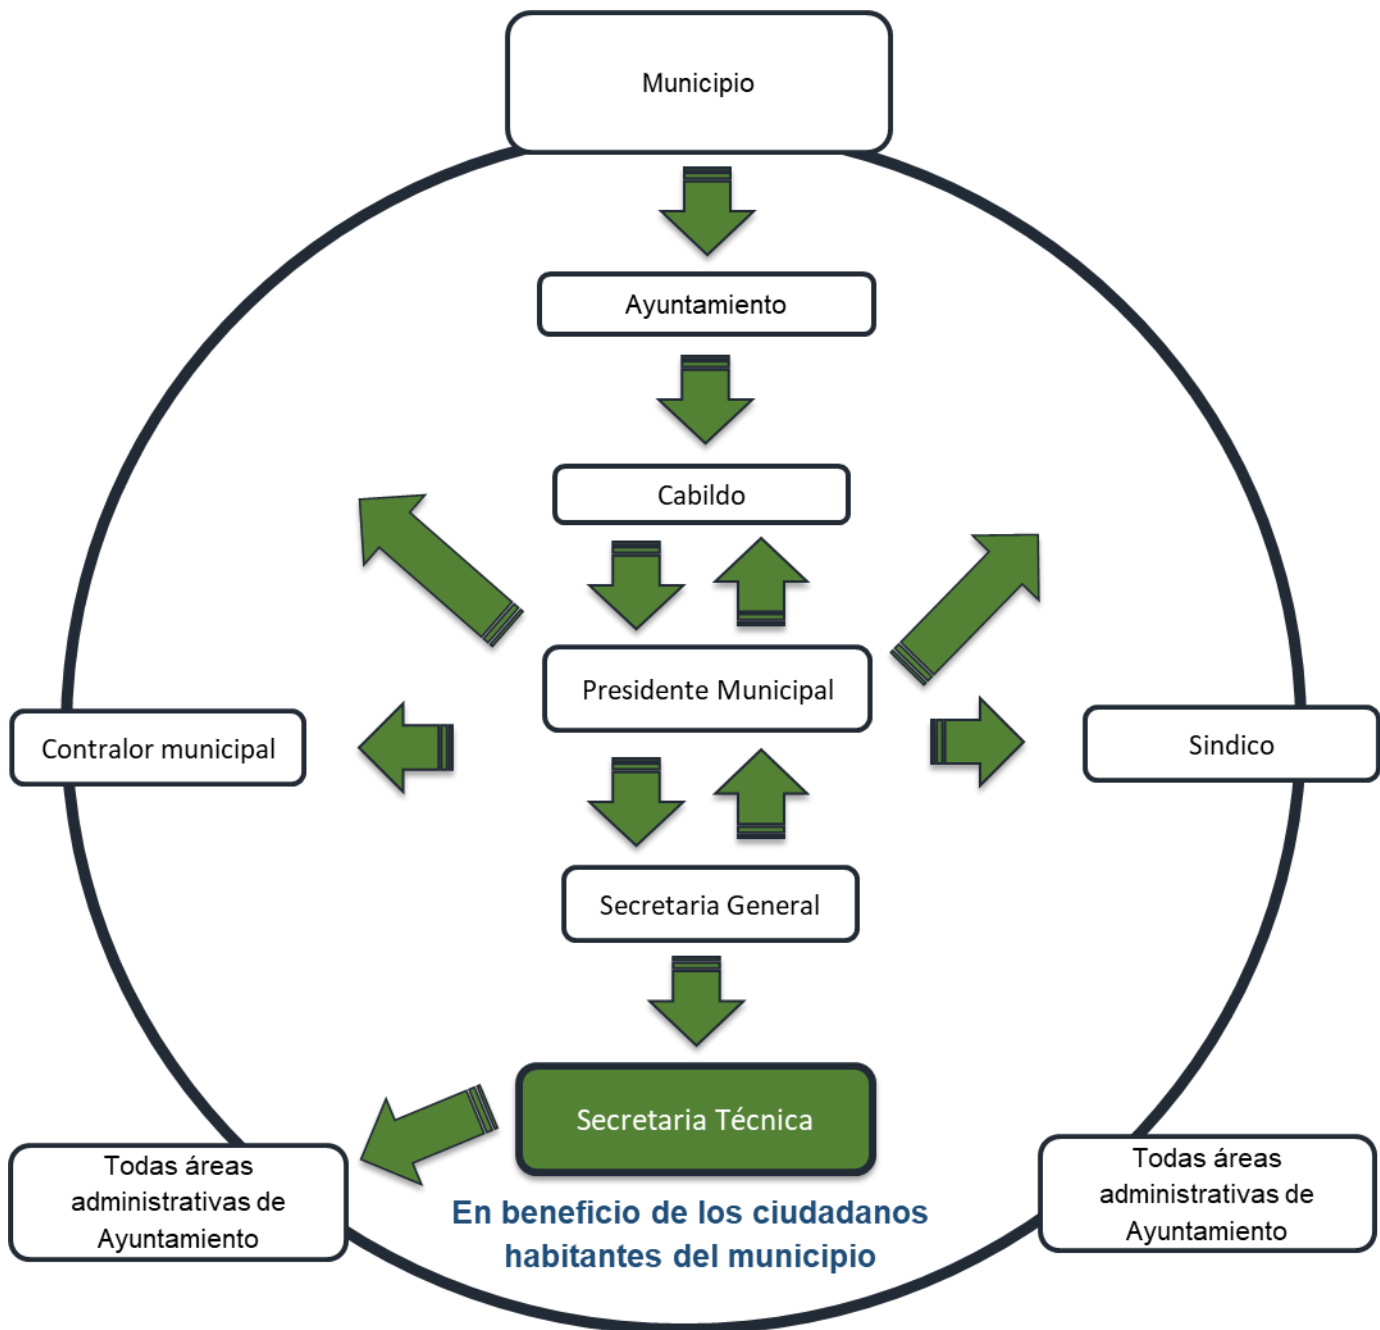 Municipio
Ayuntamiento
Cabildo
Presidente Municipal
Contralor municipal
Sindico
Secretaria General
Secretaria Técnica
Todas áreas
administrativas de
Ayuntamiento
Todas áreas
administrativas de
Ayuntamiento
En beneficio de los ciudadanos
habitantes del municipio